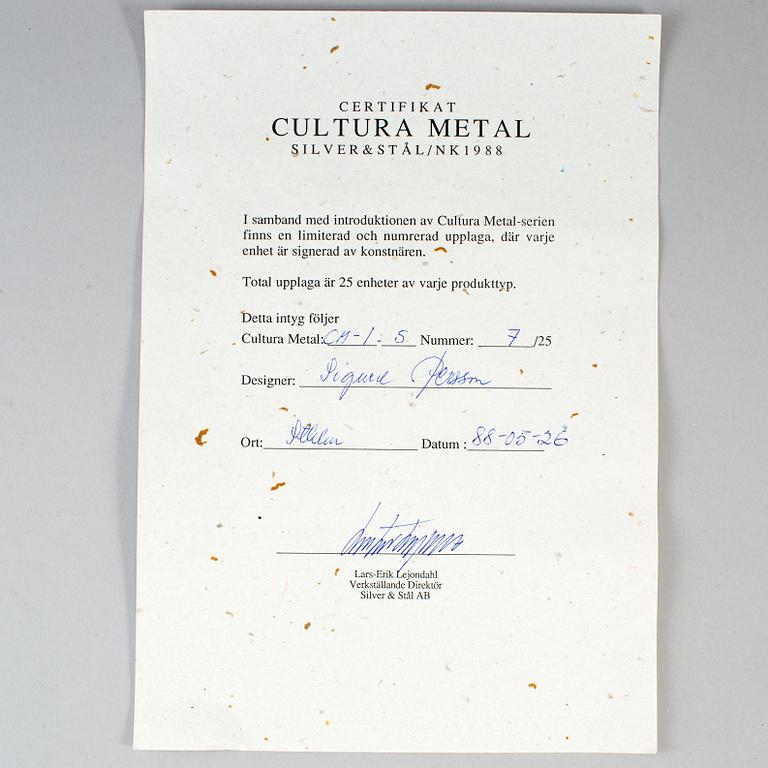 CERTIFIKAT
CULTURA METAL
SILVER&STÅL/NK1988
I samband med introduktionen av Cultura Metal-serien
finns en limiterad och numrerad upplaga, där varje
enhet är signerad av konstnären.
Total upplaga är 25 enheter av varje produkttyp.
Detta intyg följer
Cultura Metal: CM-1-5 Nummer: 7 /25
Designer: Sigurd Persson
Ort: Datum : 88-05-26
Lars-Erik Lejondahl
Verkställande Direktör
Silver & Stål AB